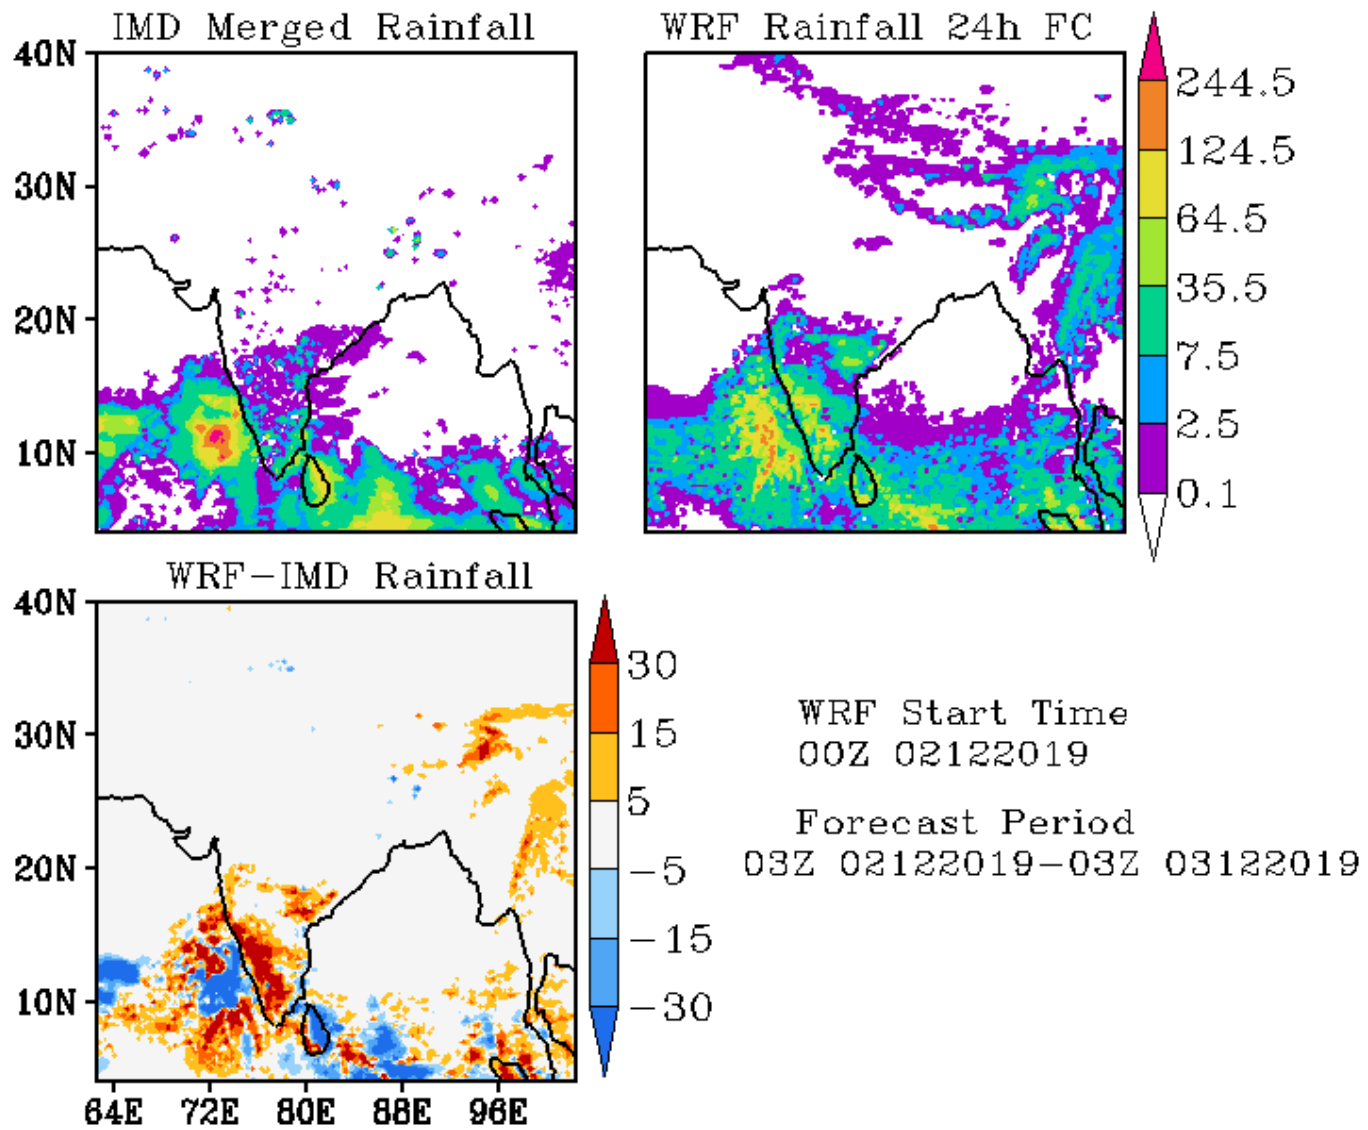 IMD Merged Rainfall
WRF Rainfall 24h FC
40N
30N
20N
10N
244.5
124.5
64.5
35.5
7.5
2.5
0.1
WRF-IMD Rainfall
40N
30N
20N
10N
64E 72E 80E 88E 96E
30
15
5
-5
-15
-30
WRF Start Time
00Z 02122019
Forecast Period
03Z 02122019-03Z 03122019